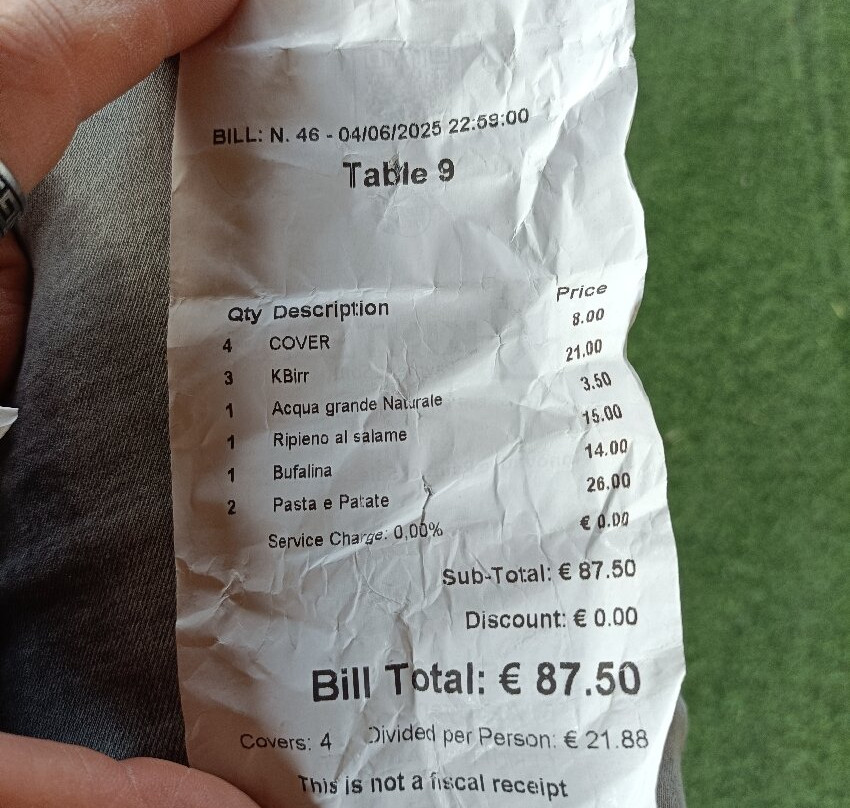 BILL: N. 46 - 04/06/2025 22:59:00
Table 9
Qty Description Price
4 COVER 8.00
3 KBirr 21.00
1 Acqua grande Naturale 3.50
1 Ripieno al salame 15.00
1 Bufalina 14.00
2 Pasta e Patate 26.00
Service Charge: 0,00% € 0.00
Sub-Total: € 87.50
Discount: € 0.00
Bill Total: € 87.50
Covers: 4 Divided per Person: € 21.88
This is not a fiscal receipt